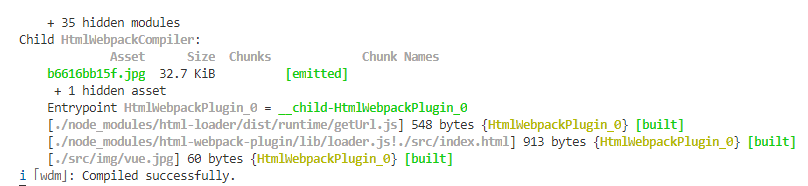 + 35 hidden modules
Child HtmlWebpackCompiler:
Asset Size Chunks Chunk Names
b6616bb15f.jpg 32.7 KiB [emitted]
+ 1 hidden asset
Entrypoint HtmlWebpackPlugin_0 = __child-HtmlWebpackPlugin_0
[./node_modules/html-loader/dist/runtime/getUrl.js] 548 bytes {HtmlWebpackPlugin_0} [built]
[./node_modules/html-webpack-plugin/lib/loader.js!./src/index.html] 913 bytes {HtmlWebpackPlugin_0} [built]
[./src/img/vue.jpg] 60 bytes {HtmlWebpackPlugin_0} [built]
i ｢wdm｣: Compiled successfully.